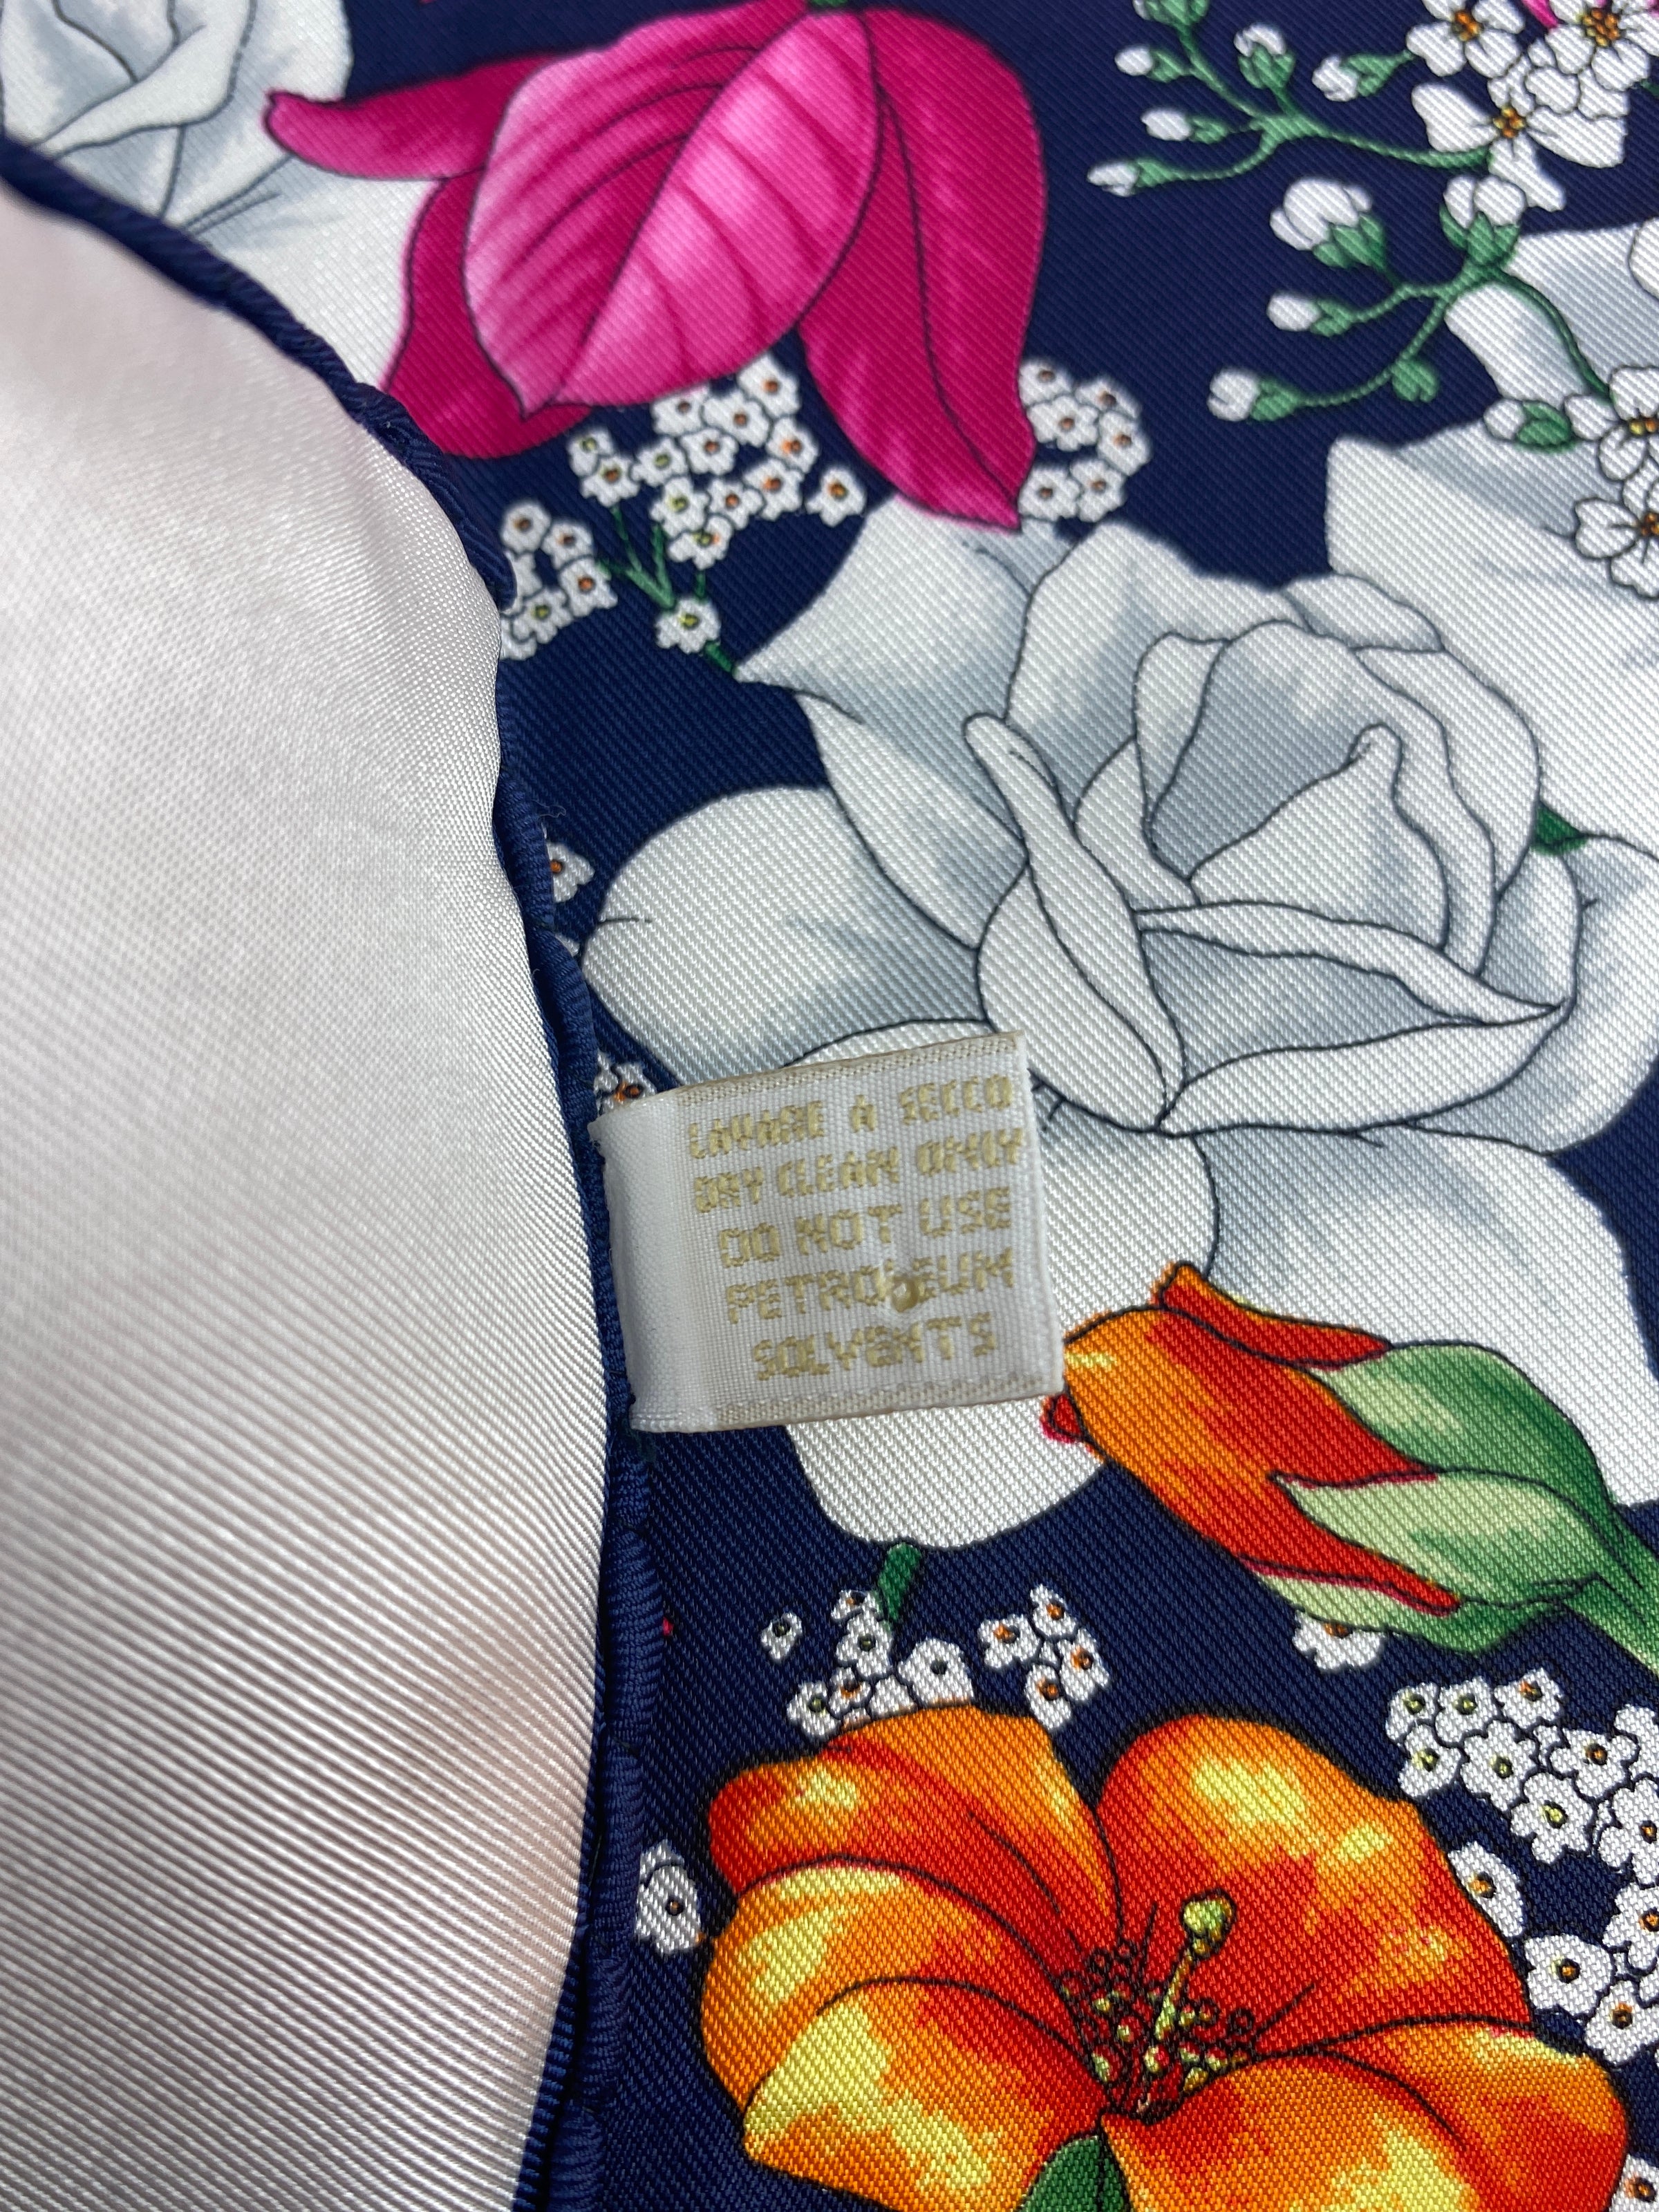 LAVARE A SECCO
DRY CLEAN ONLY
DO NOT USE
PETROLEUM
SOLVENTS